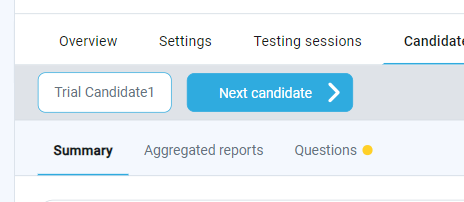 Overview Settings Testing sessions Candidate
Trial Candidate1 Next candidate
Summary Aggregated reports Questions